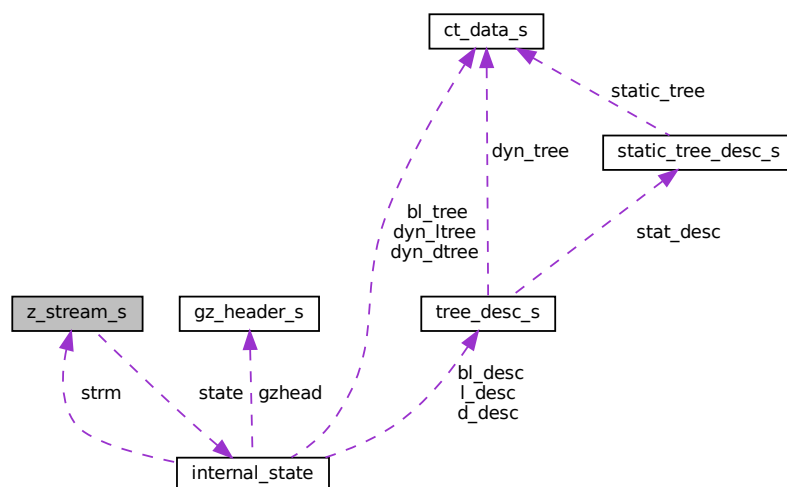 ct_data_s
static_tree
dyn_tree
static_tree_desc_s
bl_tree
dyn_ltree
dyn_dtree
stat_desc
z_stream_s
gz_header_s
tree_desc_s
strm
state
gzhead
bl_desc
l_desc
d_desc
internal_state